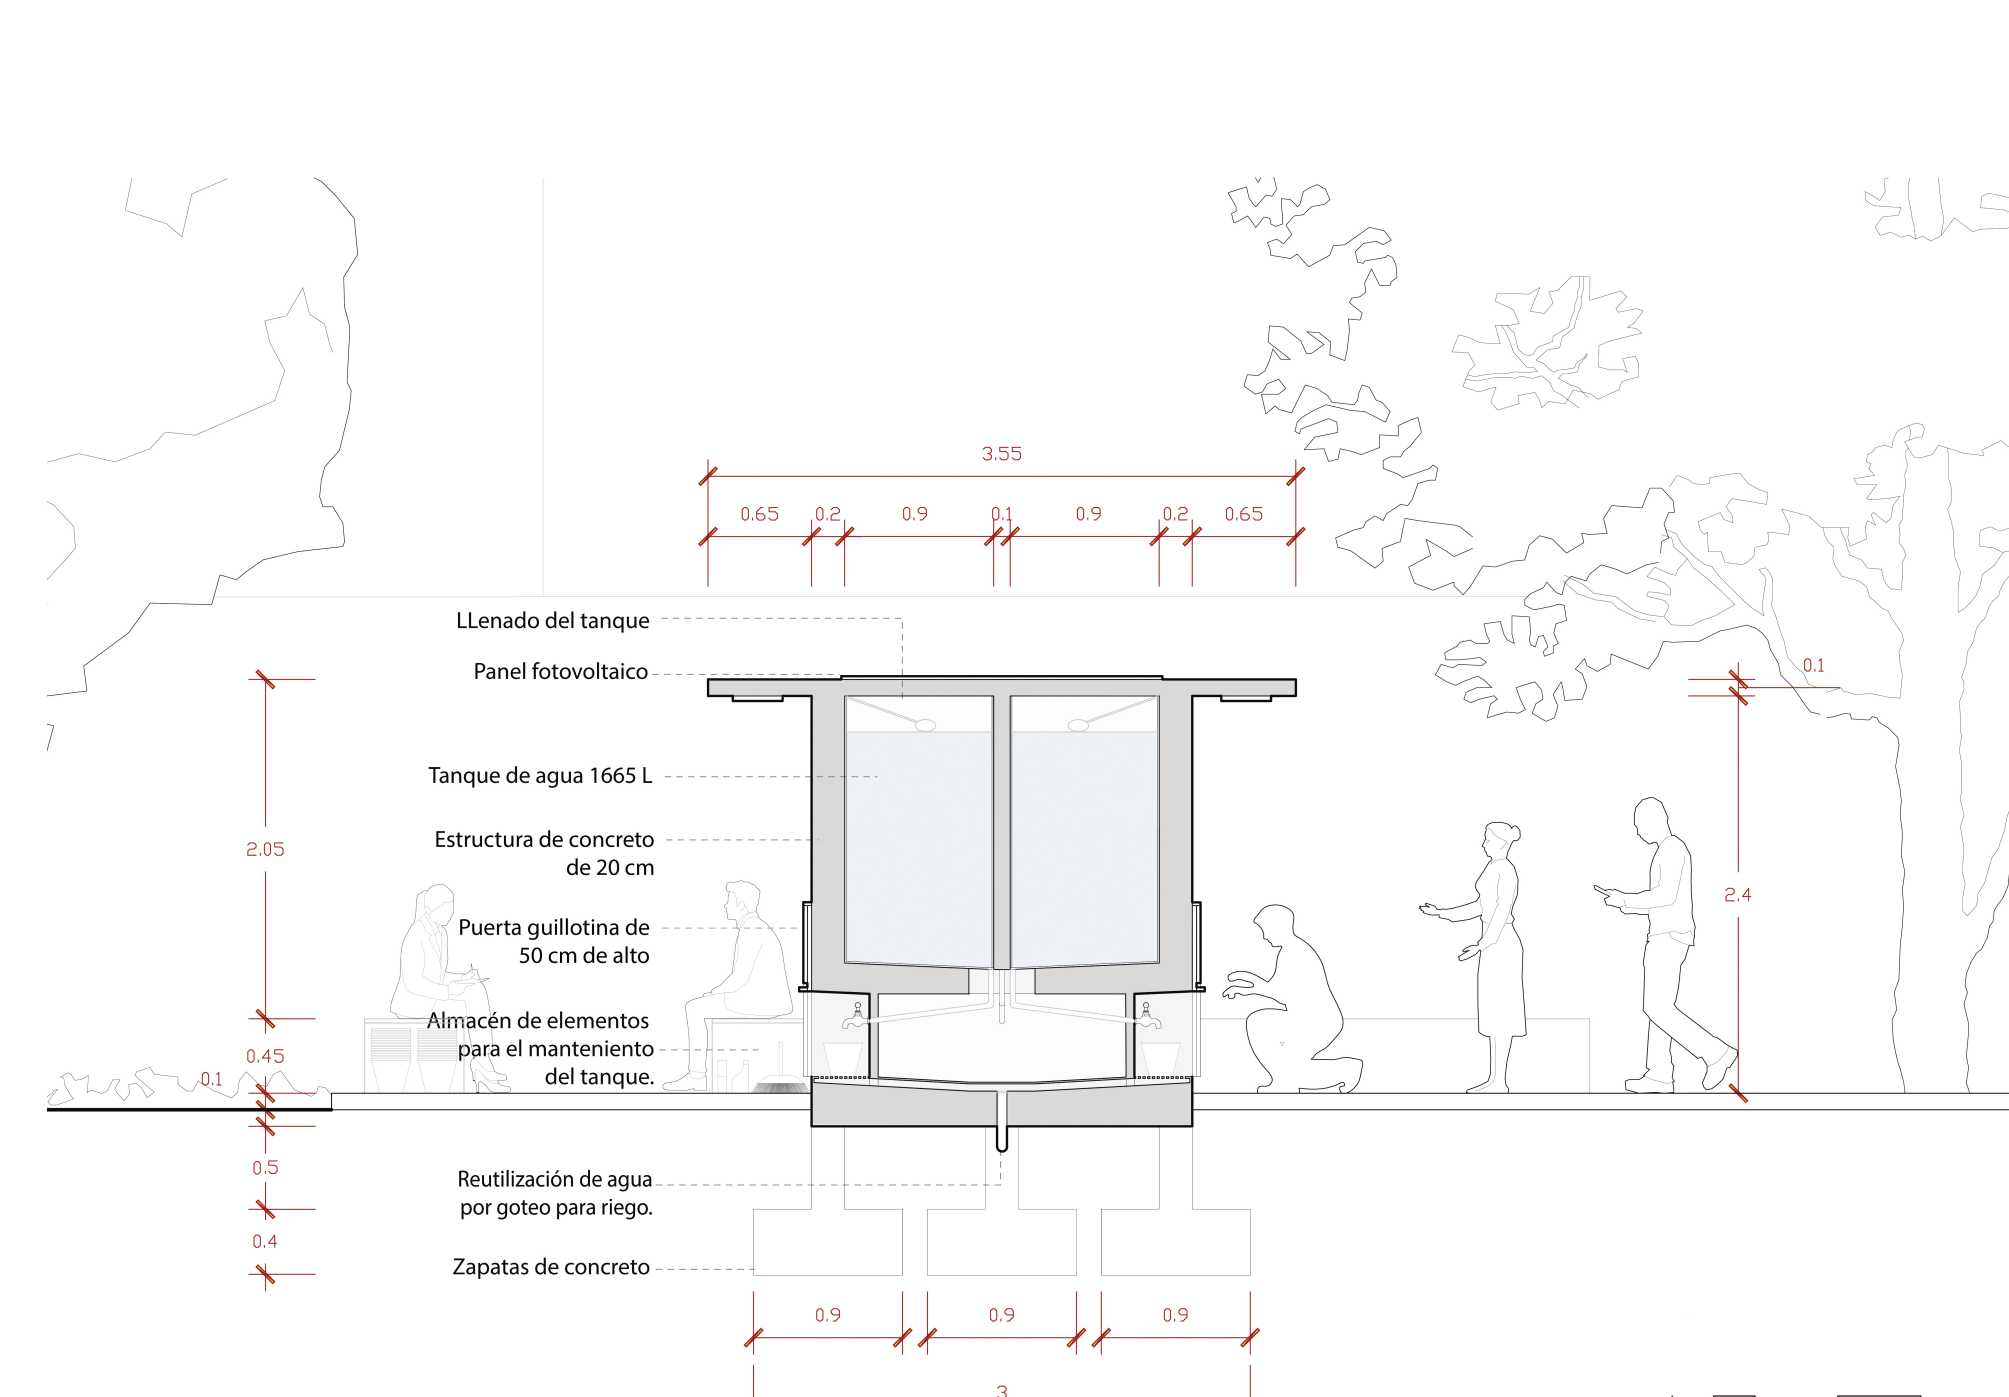 3.55
0.65 0.2 0.9 0.1 0.9 0.2 0.65
LLenado del tanque
Panel fotovoltaico
0.1
Tanque de agua 1665 L
Estructura de concreto
de 20 cm
2.05
2.4
Puerta guillotina de
50 cm de alto
Almacén de elementos
para el manteniento
del tanque.
0.45
0.1
0.5
Reutilización de agua
por goteo para riego.
0.4
Zapatas de concreto
0.9 0.9 0.9
3